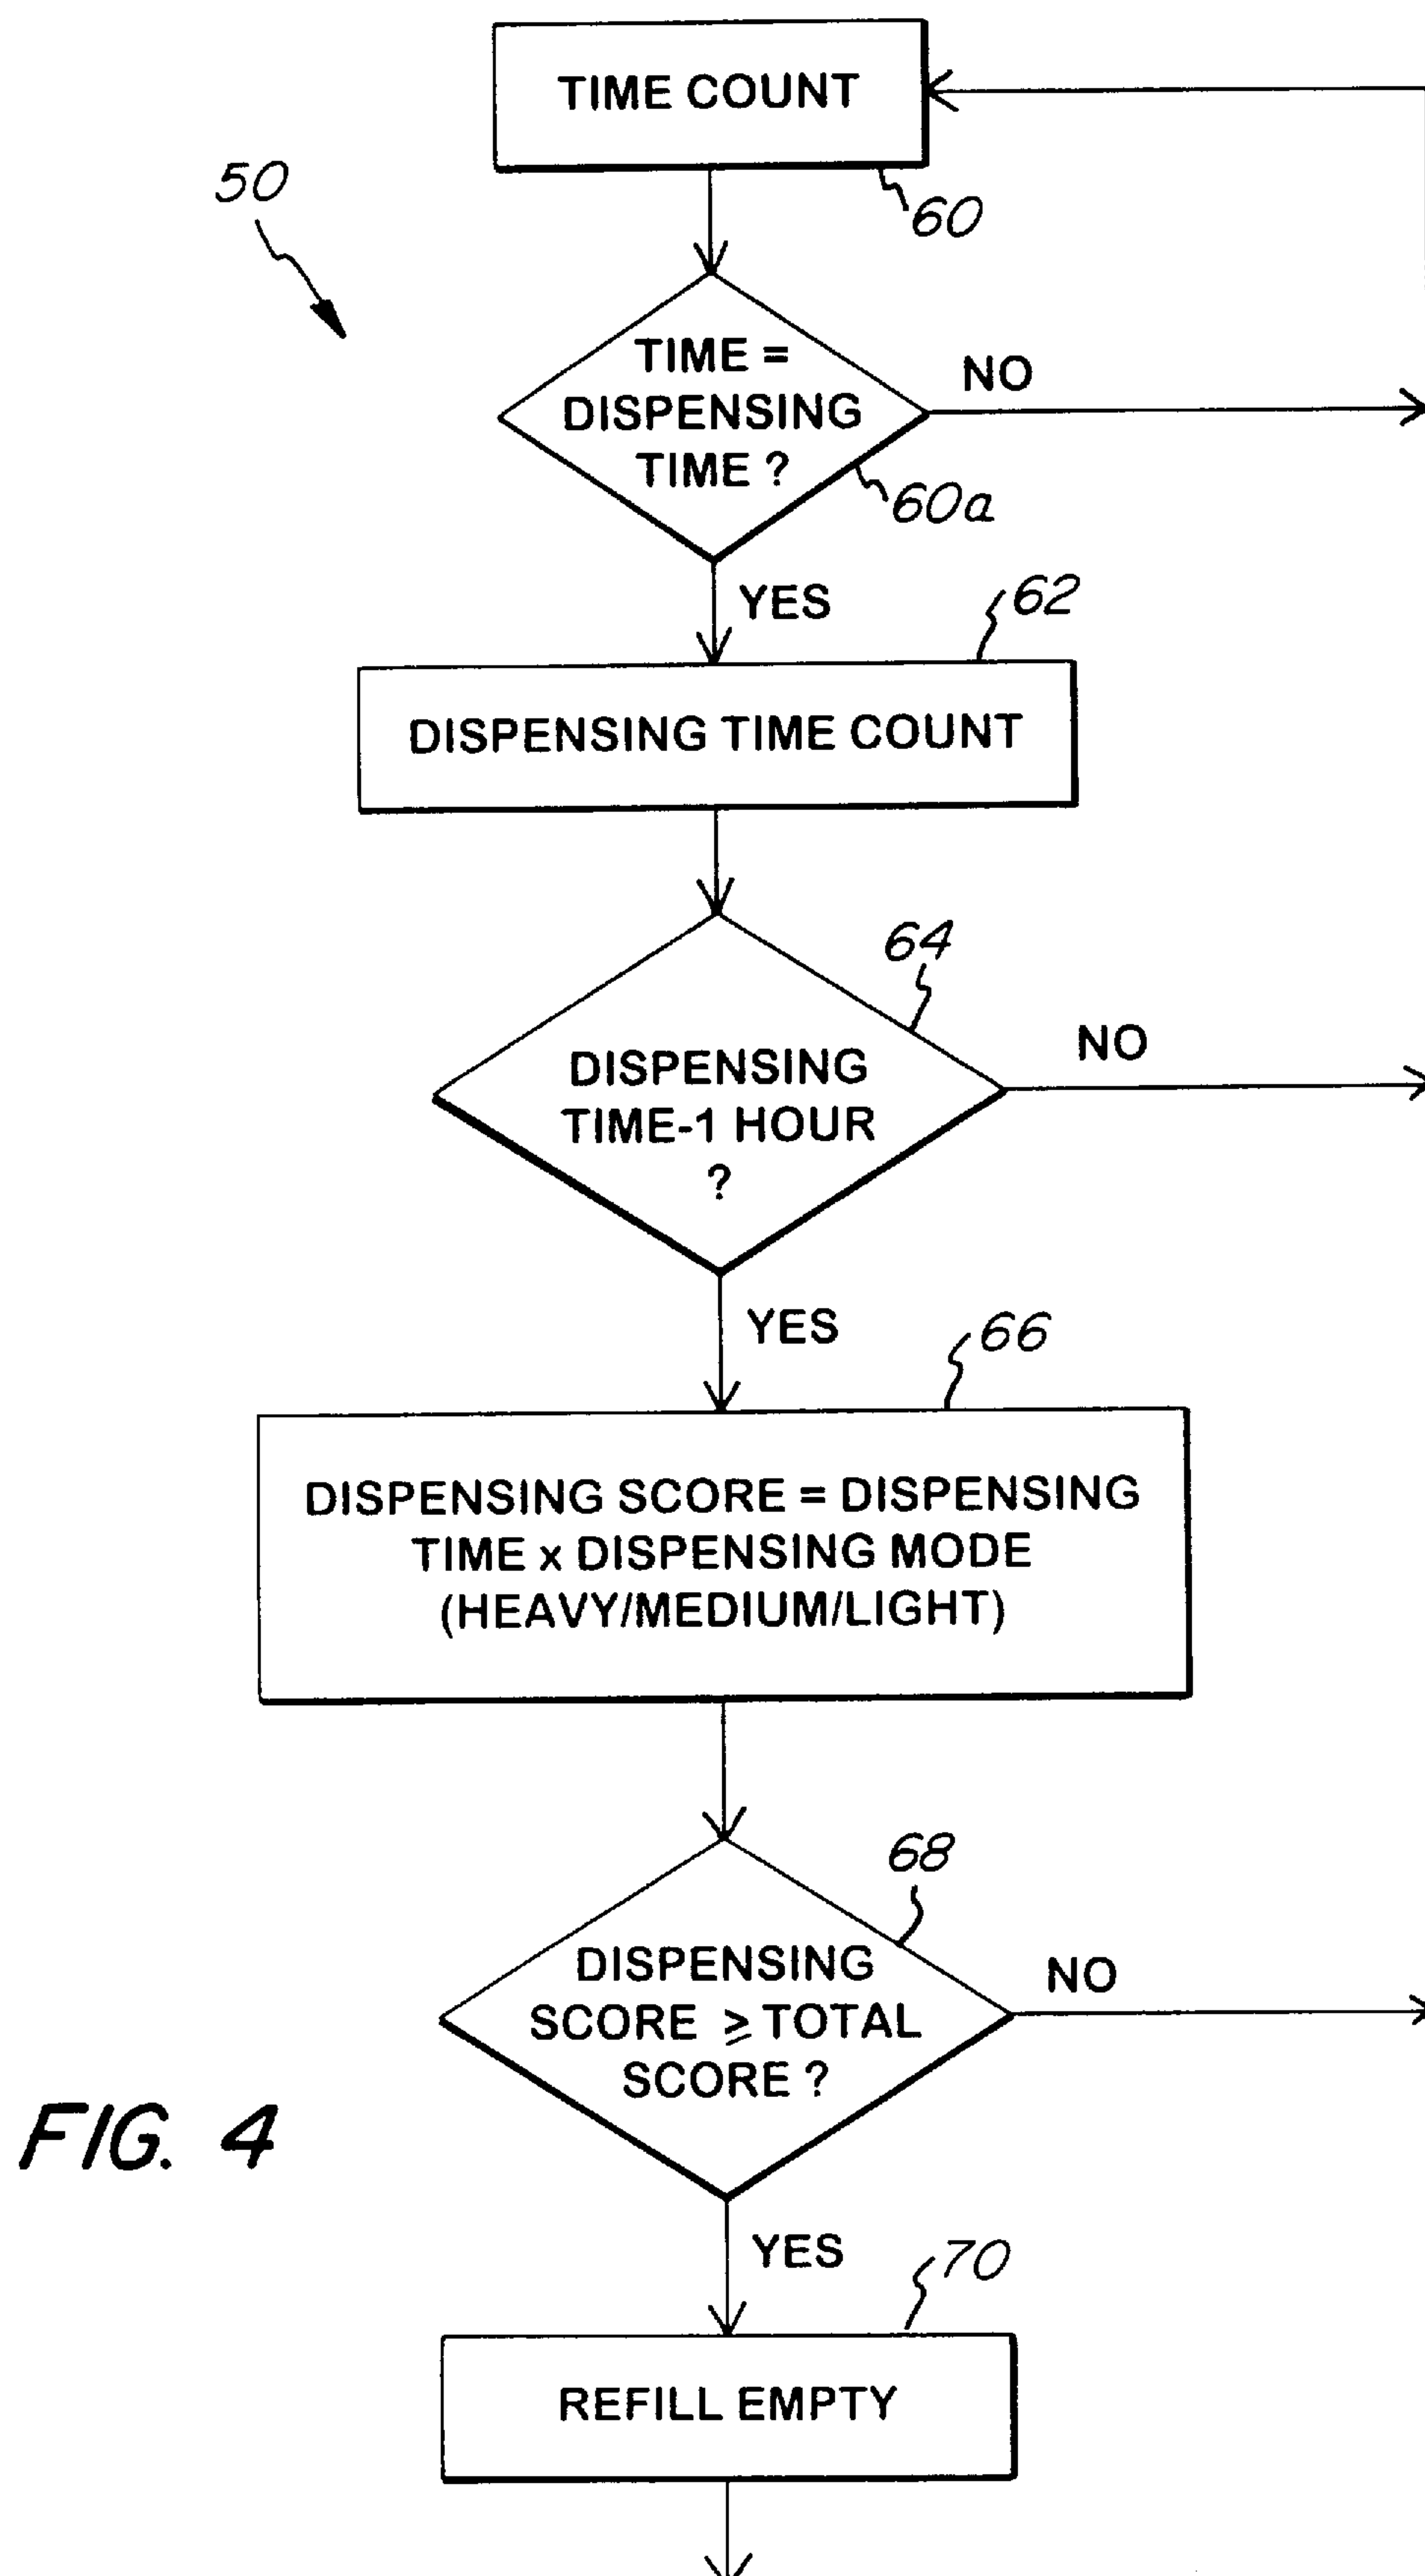 TIME COUNT
50
60
TIME =
DISPENSING
TIME ?
NO
60a
YES
62
DISPENSING TIME COUNT
64
DISPENSING
TIME-1 HOUR
?
NO
YES
66
DISPENSING SCORE = DISPENSING
TIME x DISPENSING MODE
(HEAVY/MEDIUM/LIGHT)
68
DISPENSING
SCORE ≥ TOTAL
SCORE ?
NO
FIG. 4
YES
70
REFILL EMPTY